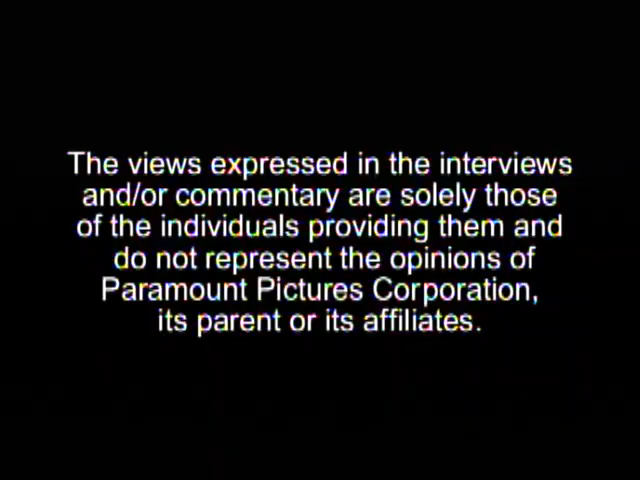 The views expressed in the interviews
and/or commentary are solely those
of the individuals providing them and
do not represent the opinions of
Paramount Pictures Corporation,
its parent or its affiliates.